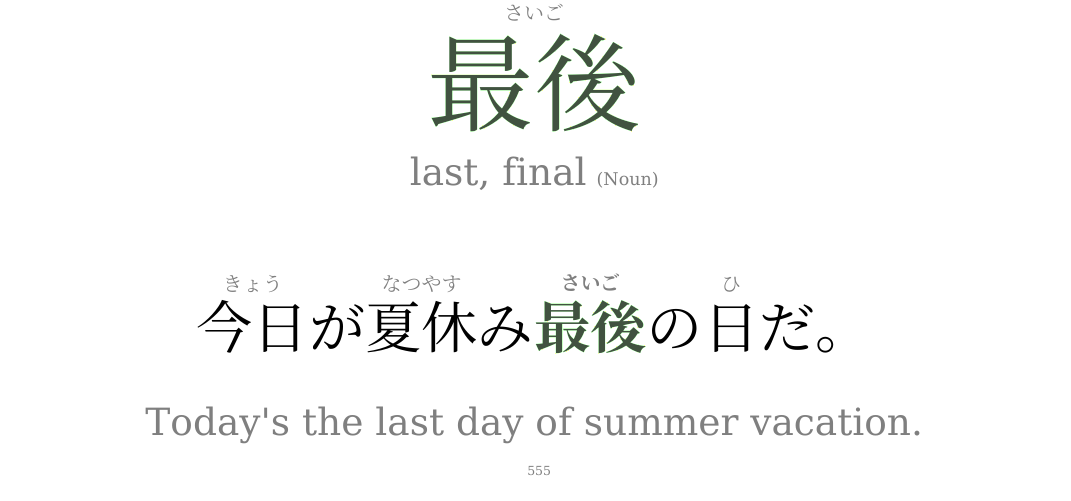 さいご
最後
last, final (Noun)
きょう なつやす さいご ひ
今日が夏休み最後の日だ。
Today's the last day of summer vacation.
555